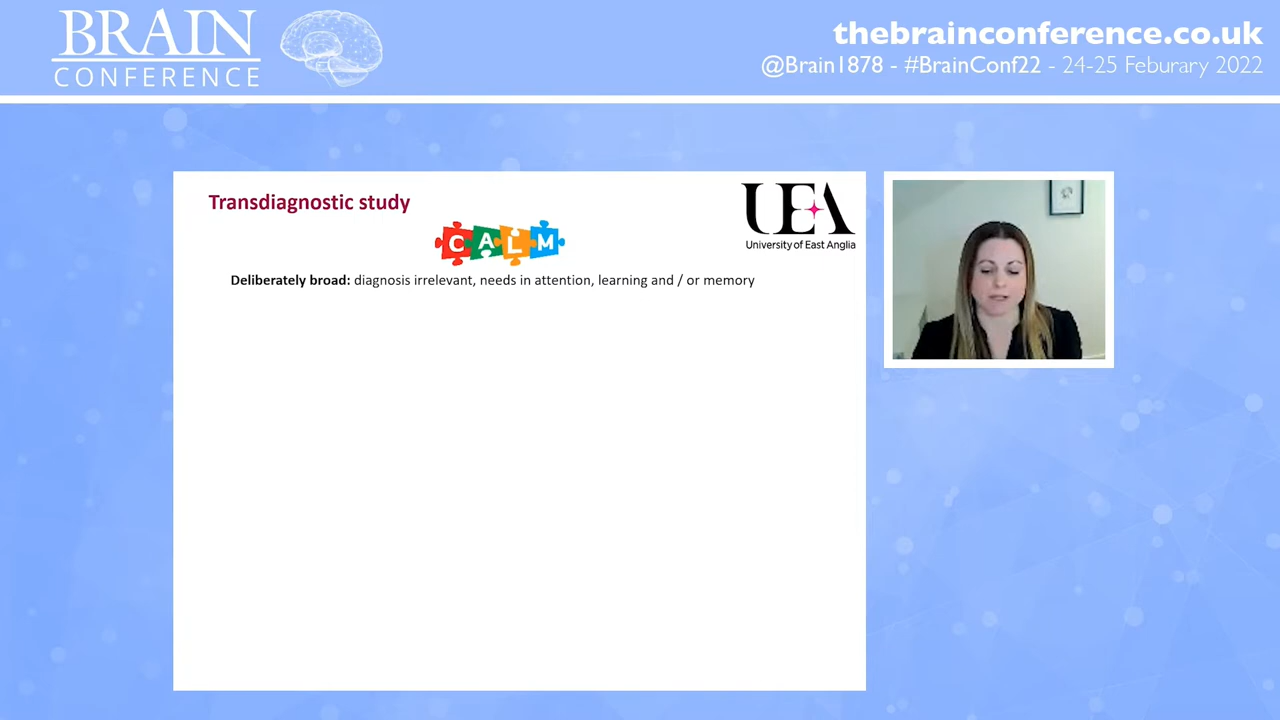 BRAIN
CONFERENCE
thebrainconference.co.uk
@Brain1878 - #BrainConf22 - 24-25 Feburary 2022
Transdiagnostic study
UEA
University of East Anglia
CALM
Deliberately broad: diagnosis irrelevant, needs in attention, learning and / or memory